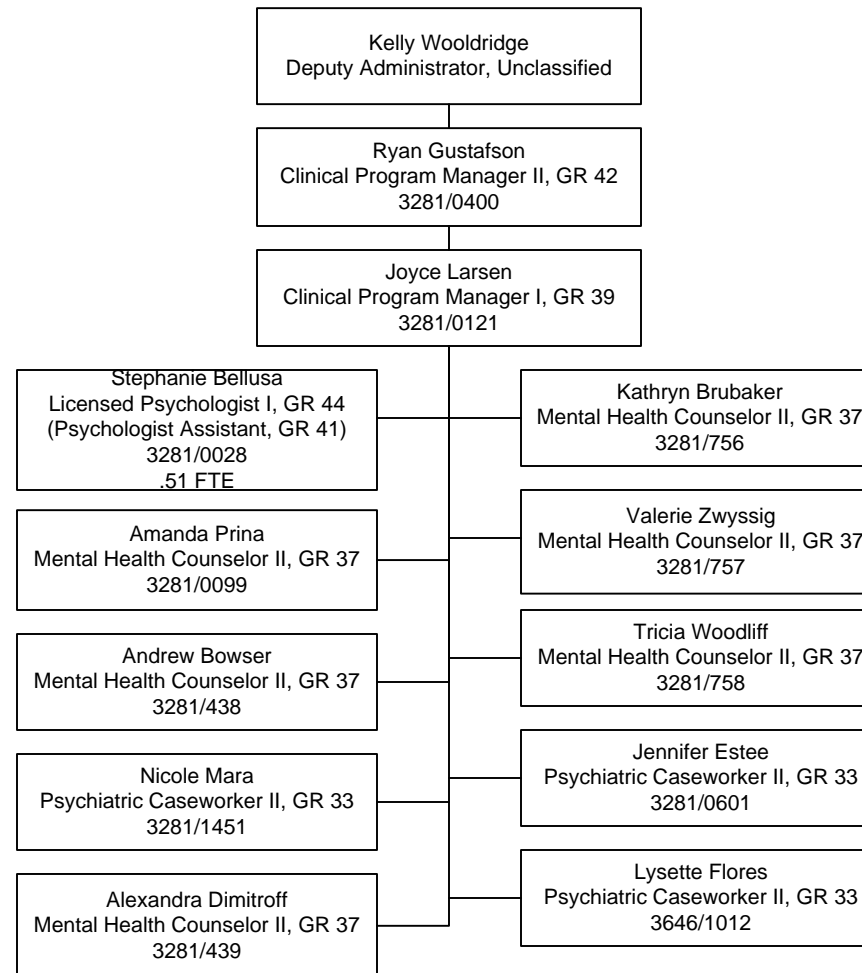 Kelly Wooldridge
Deputy Administrator, Unclassified
Ryan Gustafson
Clinical Program Manager II, GR 42
3281/0400
Joyce Larsen
Clinical Program Manager I, GR 39
3281/0121
Stephanie Bellusa
Licensed Psychologist I, GR 44
(Psychologist Assistant, GR 41)
3281/0028
.51 FTE
Kathryn Brubaker
Mental Health Counselor II, GR 37
3281/756
Amanda Prina
Mental Health Counselor II, GR 37
3281/0099
Valerie Zwyssig
Mental Health Counselor II, GR 37
3281/757
Andrew Bowser
Mental Health Counselor II, GR 37
3281/438
Tricia Woodliff
Mental Health Counselor II, GR 37
3281/758
Nicole Mara
Psychiatric Caseworker II, GR 33
3281/1451
Jennifer Estee
Psychiatric Caseworker II, GR 33
3281/0601
Alexandra Dimitroff
Mental Health Counselor II, GR 37
3281/439
Lysette Flores
Psychiatric Caseworker II, GR 33
3646/1012